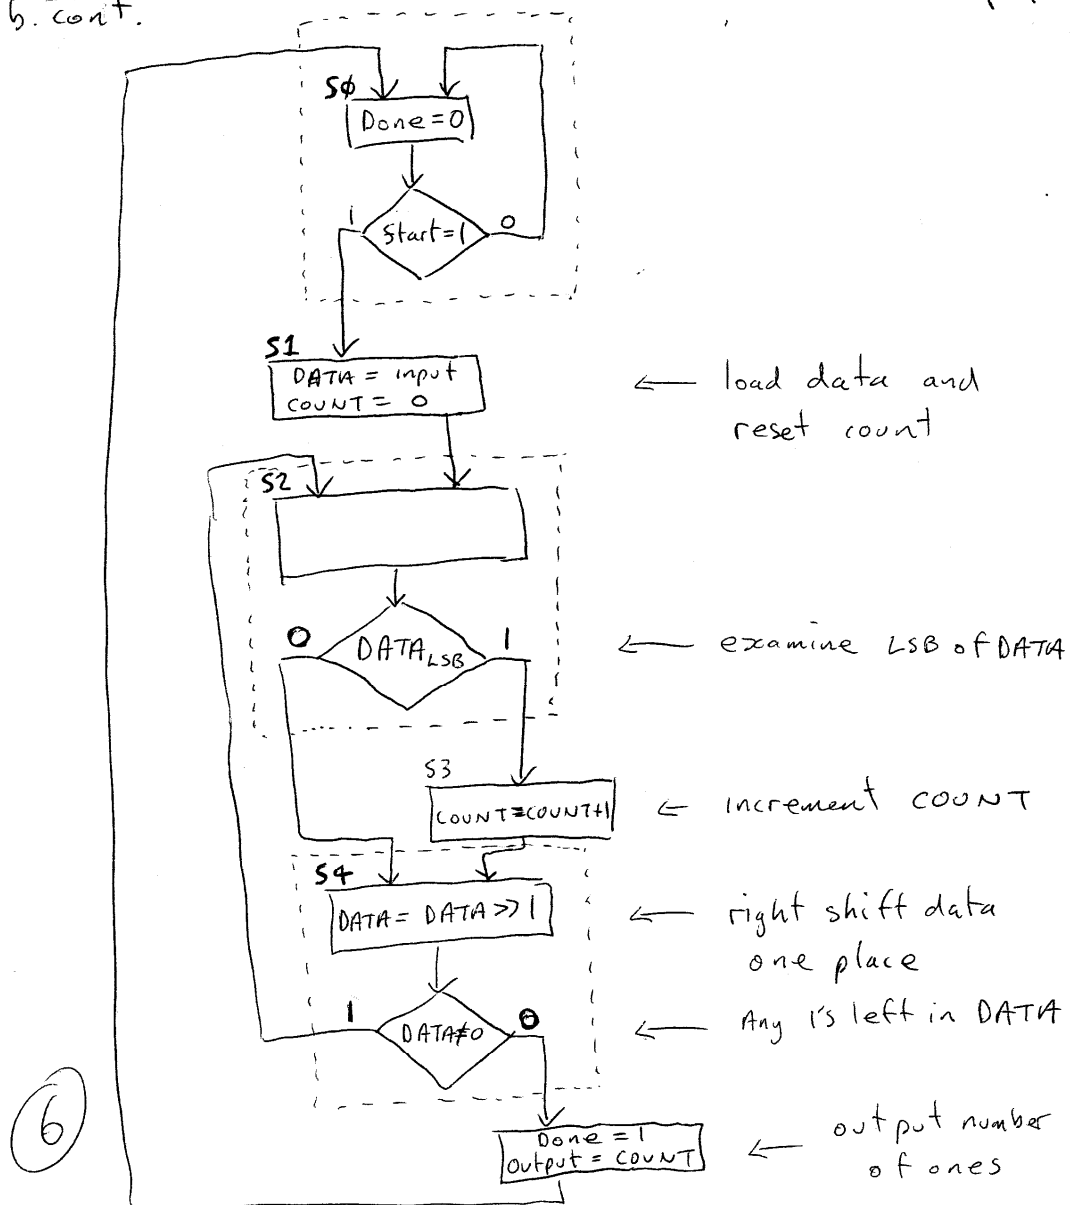 b. cont.
SØ
Done = 0
Start = 1
1
0
S1
DATA = input
COUNT = 0
← load data and
reset count
S2
DATA LSB
0
1
← examine LSB of DATA
S3
COUNT = COUNT+1
← increment COUNT
S4
DATA = DATA >> 1
← right shift data
one place
DATA≠0
1
0
← Any 1's left in DATA
Done = 1
Output = COUNT
← output number
of ones
6